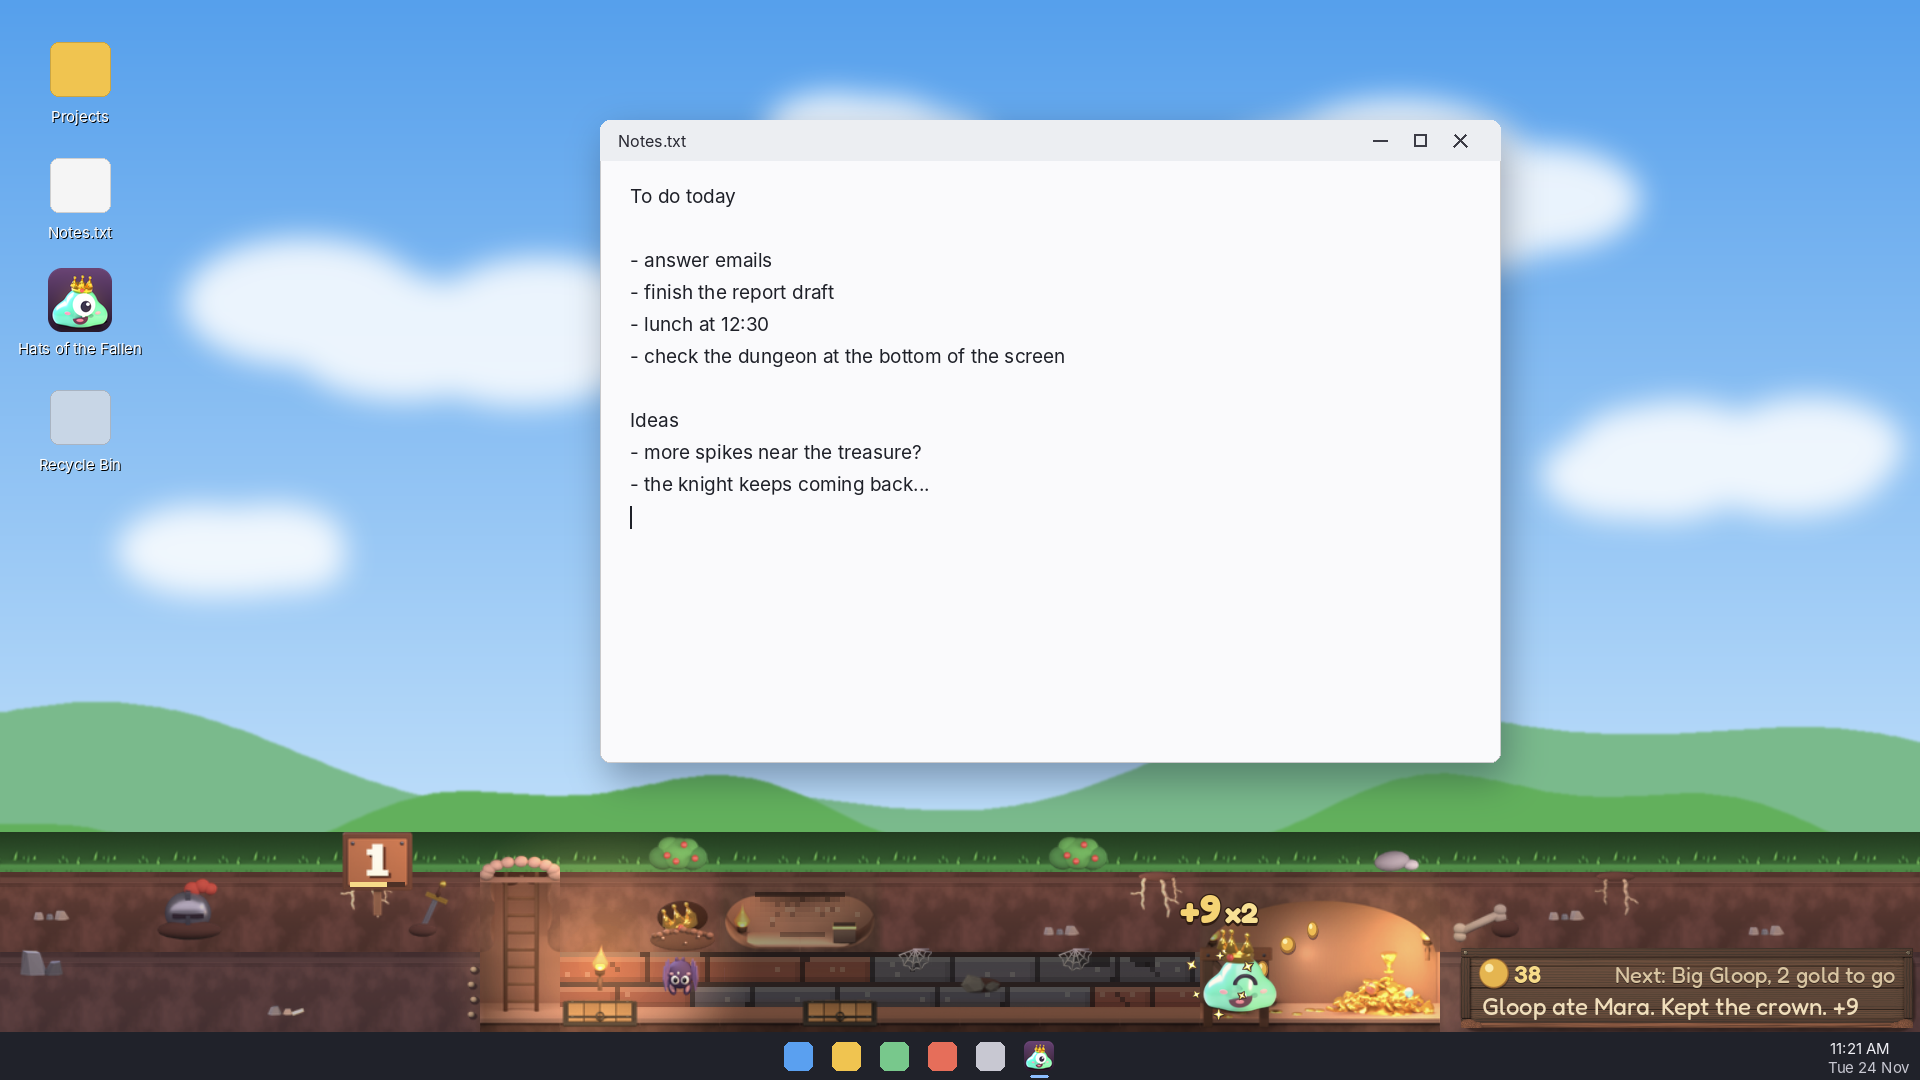 Projects
Notes.txt
Hats of the Fallen
Recycle Bin
Notes.txt
To do today
- answer emails
- finish the report draft
- lunch at 12:30
- check the dungeon at the bottom of the screen
Ideas
- more spikes near the treasure?
- the knight keeps coming back...
1
+9 x2
38
Next: Big Gloop, 2 gold to go
Gloop ate Mara. Kept the crown. +9
11:21 AM
Tue 24 Nov